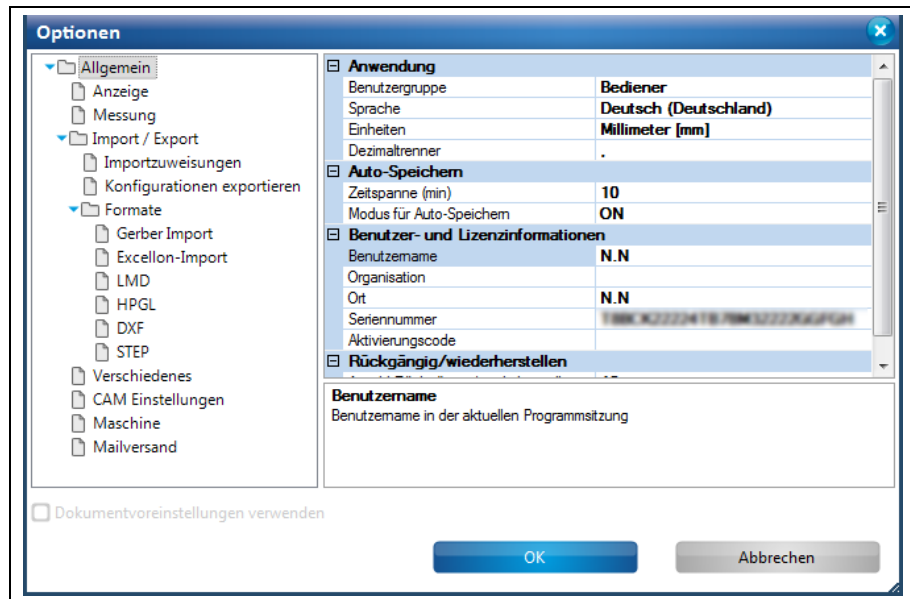 Optionen
Allgemein
Anzeige
Messung
Import / Export
Importzuweisungen
Konfigurationen exportieren
Formate
Gerber Import
Excellon-Import
LMD
HPGL
DXF
STEP
Verschiedenes
CAM Einstellungen
Maschine
Mailversand
Anwendung
Benutzergruppe Bediener
Sprache Deutsch (Deutschland)
Einheiten Millimeter [mm]
Dezimaltrenner .
Auto-Speichern
Zeitspanne (min) 10
Modus für Auto-Speichern ON
Benutzer- und Lizenzinformationen
Benutzername N.N
Organisation
Ort N.N
Seriennummer
Aktivierungscode
Rückgängig/wiederherstellen
Benutzername
Benutzername in der aktuellen Programmsitzung
Dokumentvoreinstellungen verwenden
OK Abbrechen